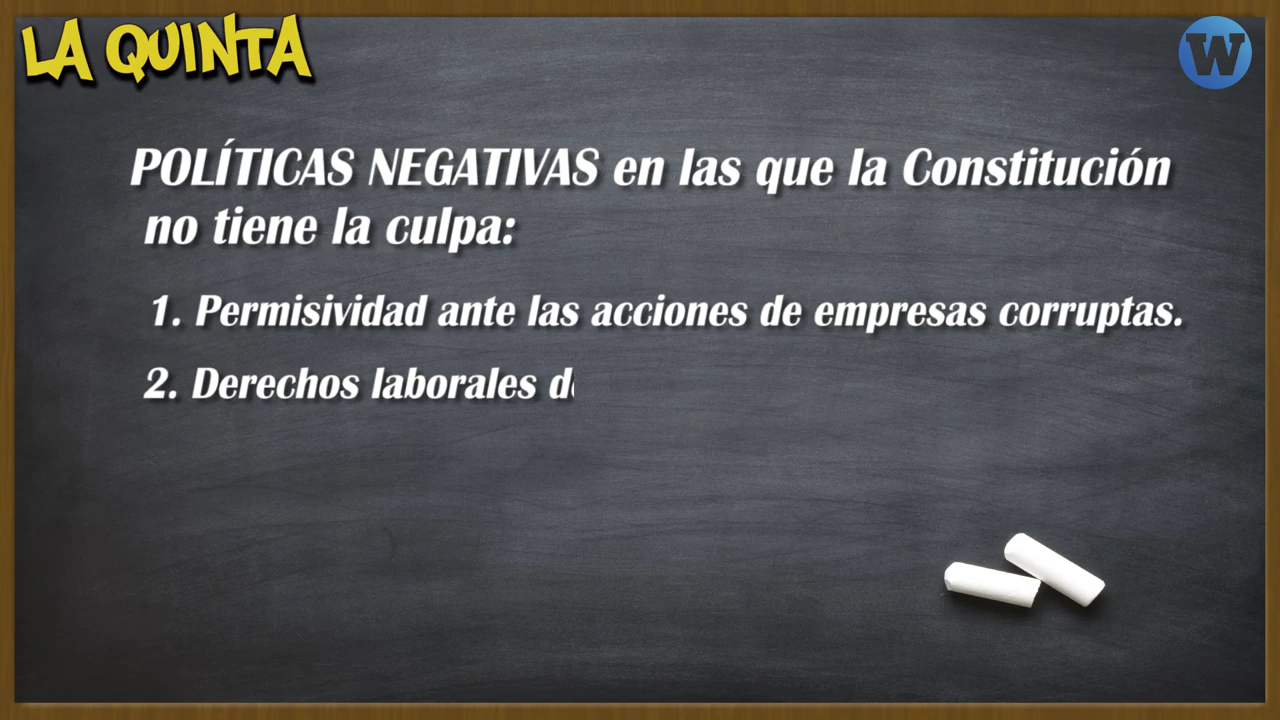 LA QUINTA
W
POLÍTICAS NEGATIVAS en las que la Constitución
no tiene la culpa:
1. Permisividad ante las acciones de empresas corruptas.
2. Derechos laborales